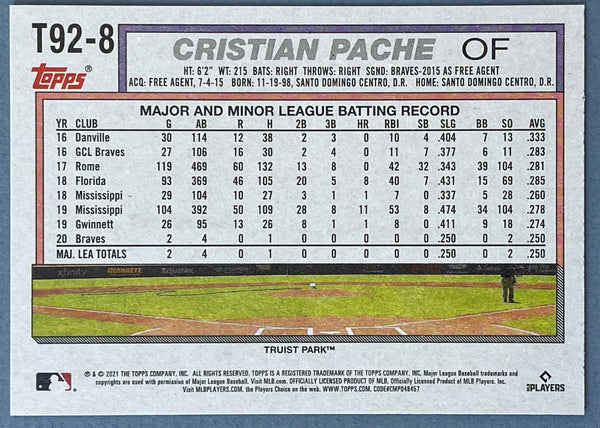 T92-8
Topps®
CRISTIAN PACHE OF
HT: 6'2" WT: 215 BATS: RIGHT THROWS: RIGHT SGND: BRAVES-2015 AS FREE AGENT
ACQ: FREE AGENT, 7-4-15 BORN: 11-19-98, SANTO DOMINGO CENTRO, D.R. HOME: SANTO DOMINGO CENTRO, D.R.
MAJOR AND MINOR LEAGUE BATTING RECORD
YR CLUB G AB R H 2B 3B HR RBI SB SLG BB SO AVG
16 Danville 30 114 12 38 2 3 0 10 4 .404 7 13 .333
16 GCL Braves 27 106 16 30 2 4 0 11 7 .377 6 11 .283
17 Rome 119 469 60 132 13 8 0 42 32 .343 39 104 .281
18 Florida 93 369 46 105 20 5 8 40 7 .431 15 69 .285
18 Mississippi 29 104 10 27 3 1 1 7 0 .337 5 28 .260
19 Mississippi 104 392 50 109 28 8 11 53 8 .474 34 104 .278
19 Gwinnett 26 95 13 26 8 1 1 8 0 .411 9 18 .274
20 Braves 2 4 0 1 0 0 0 0 0 .250 0 2 .250
MAJ. LEA TOTALS 2 4 0 1 0 0 0 0 0 .250 0 2 .250
xfinity
EQUIFAX
TRUIST PARK™
® & © 2021 THE TOPPS COMPANY, INC. ALL RIGHTS RESERVED. TOPPS IS A REGISTERED TRADEMARK OF THE TOPPS COMPANY, INC. Major League Baseball trademarks and
copyrights are used with permission of Major League Baseball. Visit MLB.com. OFFICIALLY LICENSED PRODUCT OF MLB. Officially Licensed Product of MLB Players, Inc.
Visit MLBPLAYERS.com, the Players Choice on the web. WWW.TOPPS.COM. CODE#CMP048457
MLB PLAYERS